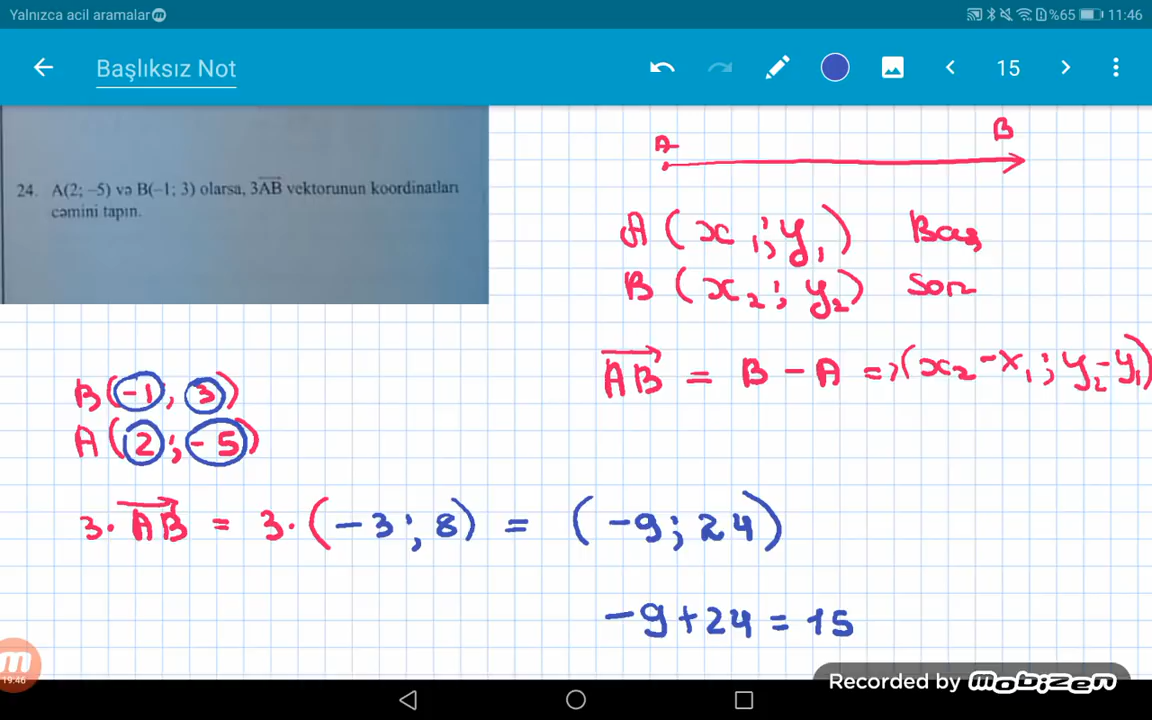 Yalnızca acil aramalar
%65 11:46
Başlıksız Not
15
24. A(2; –5) və B(–1; 3) olarsa, 3AB vektorunun koordinatları
cəmini tapın.
A B
A (x₁; y₁) Baş
B (x₂; y₂) son
AB = B - A = (x₂ - x₁; y₂ - y₁)
B(-1, 3)
A(2; -5)
3 · AB = 3 · (-3; 8) = (-9; 24)
-9 + 24 = 15
19:46
Recorded by mobizen